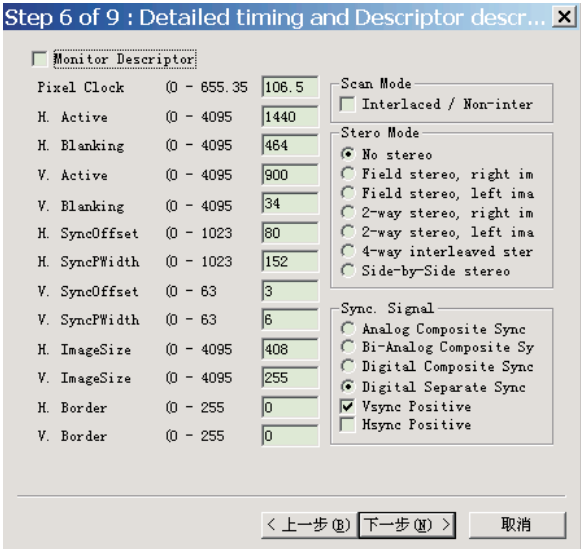 Step 6 of 9 : Detailed timing and Descriptor descr...
Monitor Descriptor
Pixel Clock (0 - 655.35 106.5
H. Active (0 - 4095 1440
H. Blanking (0 - 4095 464
V. Active (0 - 4095 900
V. Blanking (0 - 4095 34
H. SyncOffset (0 - 1023 80
H. SyncPWidth (0 - 1023 152
V. SyncOffset (0 - 63 3
V. SyncPWidth (0 - 63 6
H. ImageSize (0 - 4095 408
V. ImageSize (0 - 4095 255
H. Border (0 - 255 0
V. Border (0 - 255 0
Scan Mode
Interlaced / Non-inter
Stero Mode
No stereo
Field stereo, right im
Field stereo, left ima
2-way stereo, right im
2-way stereo, left ima
4-way interleaved ster
Side-by-Side stereo
Sync. Signal
Analog Composite Sync
Bi-Analog Composite Sy
Digital Composite Sync
Digital Separate Sync
Vsync Positive
Hsync Positive
< 上一步(B) 下一步(N) > 取消